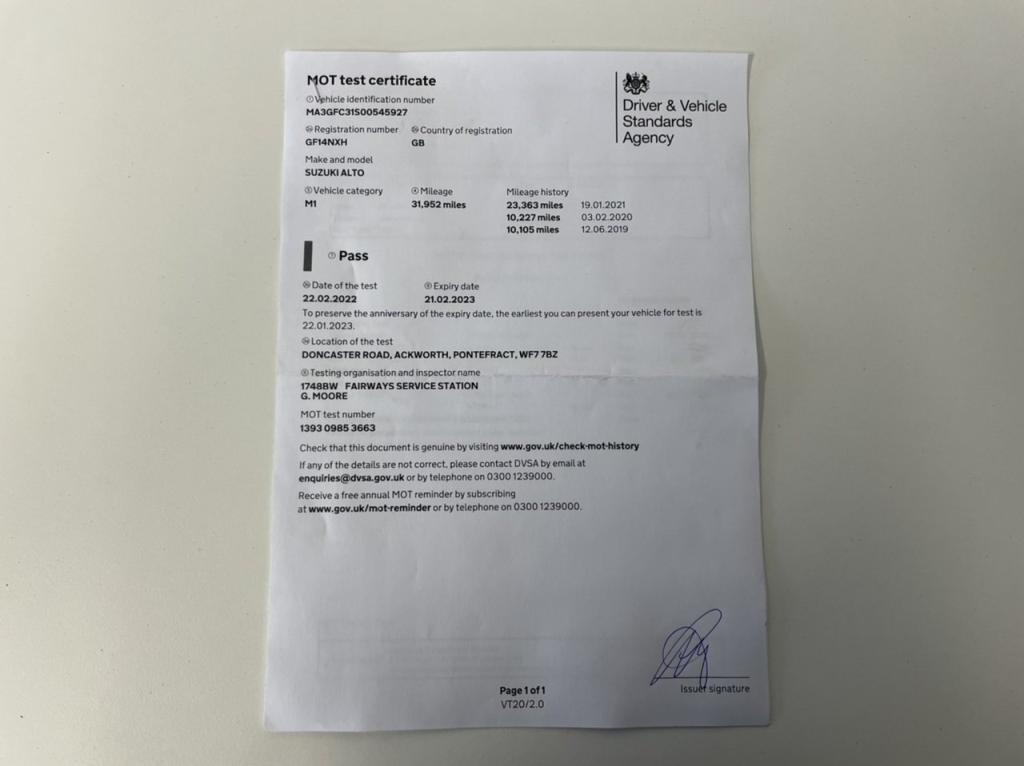 MOT test certificate
Driver & Vehicle
Standards
Agency
① Vehicle identification number
MA3GFC31S00545927
Registration number Country of registration
GF14NXH GB
Make and model
SUZUKI ALTO
⑤ Vehicle category ④ Mileage Mileage history
M1 31,952 miles 23,363 miles 19.01.2021
10,227 miles 03.02.2020
10,105 miles 12.06.2019
⑦ Pass
Date of the test Expiry date
22.02.2022 21.02.2023
To preserve the anniversary of the expiry date, the earliest you can present your vehicle for test is
22.01.2023.
Location of the test
DONCASTER ROAD, ACKWORTH, PONTEFRACT, WF7 7BZ
Testing organisation and inspector name
1748BW FAIRWAYS SERVICE STATION
G. MOORE
MOT test number
1393 0985 3663
Check that this document is genuine by visiting www.gov.uk/check-mot-history
If any of the details are not correct, please contact DVSA by email at
enquiries@dvsa.gov.uk or by telephone on 0300 1239000.
Receive a free annual MOT reminder by subscribing
at www.gov.uk/mot-reminder or by telephone on 0300 1239000.
Issuer signature
Page 1 of 1
VT20/2.0